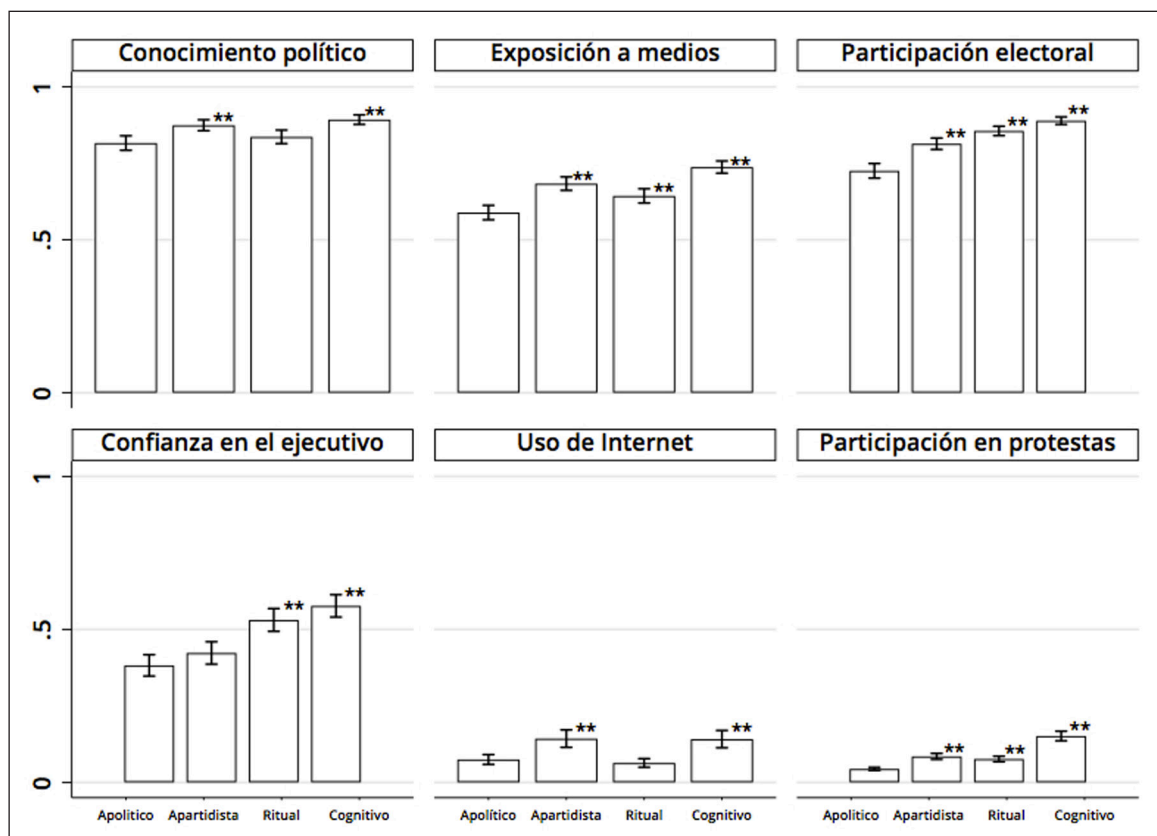 Conocimiento político
Exposición a medios
Participación electoral
1
.5
0
**
**
**
**
**
**
**
**
Confianza en el ejecutivo
Uso de Internet
Participación en protestas
1
.5
0
**
**
**
**
**
**
**
Apolitico Apartidista Ritual Cognitivo
Apolítico Apartidista Ritual Cognitivo
Apolitico Apartidista Ritual Cognitivo